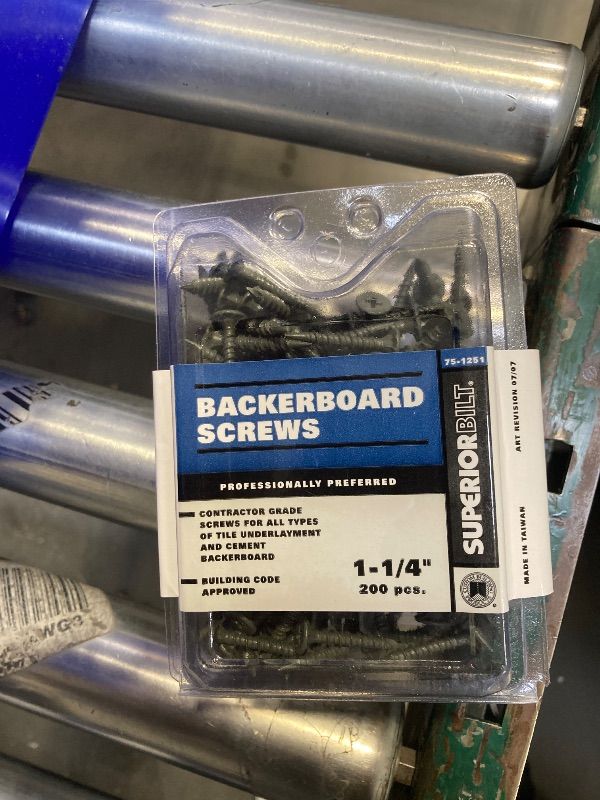 75-1251
BACKERBOARD
SCREWS
PROFESSIONALLY PREFERRED
CONTRACTOR GRADE
SCREWS FOR ALL TYPES
OF TILE UNDERLAYMENT
AND CEMENT
BACKERBOARD
BUILDING CODE
APPROVED
1-1/4"
200 pcs.
SUPERIORBILT®
MADE IN TAIWAN
ART REVISION 07/07